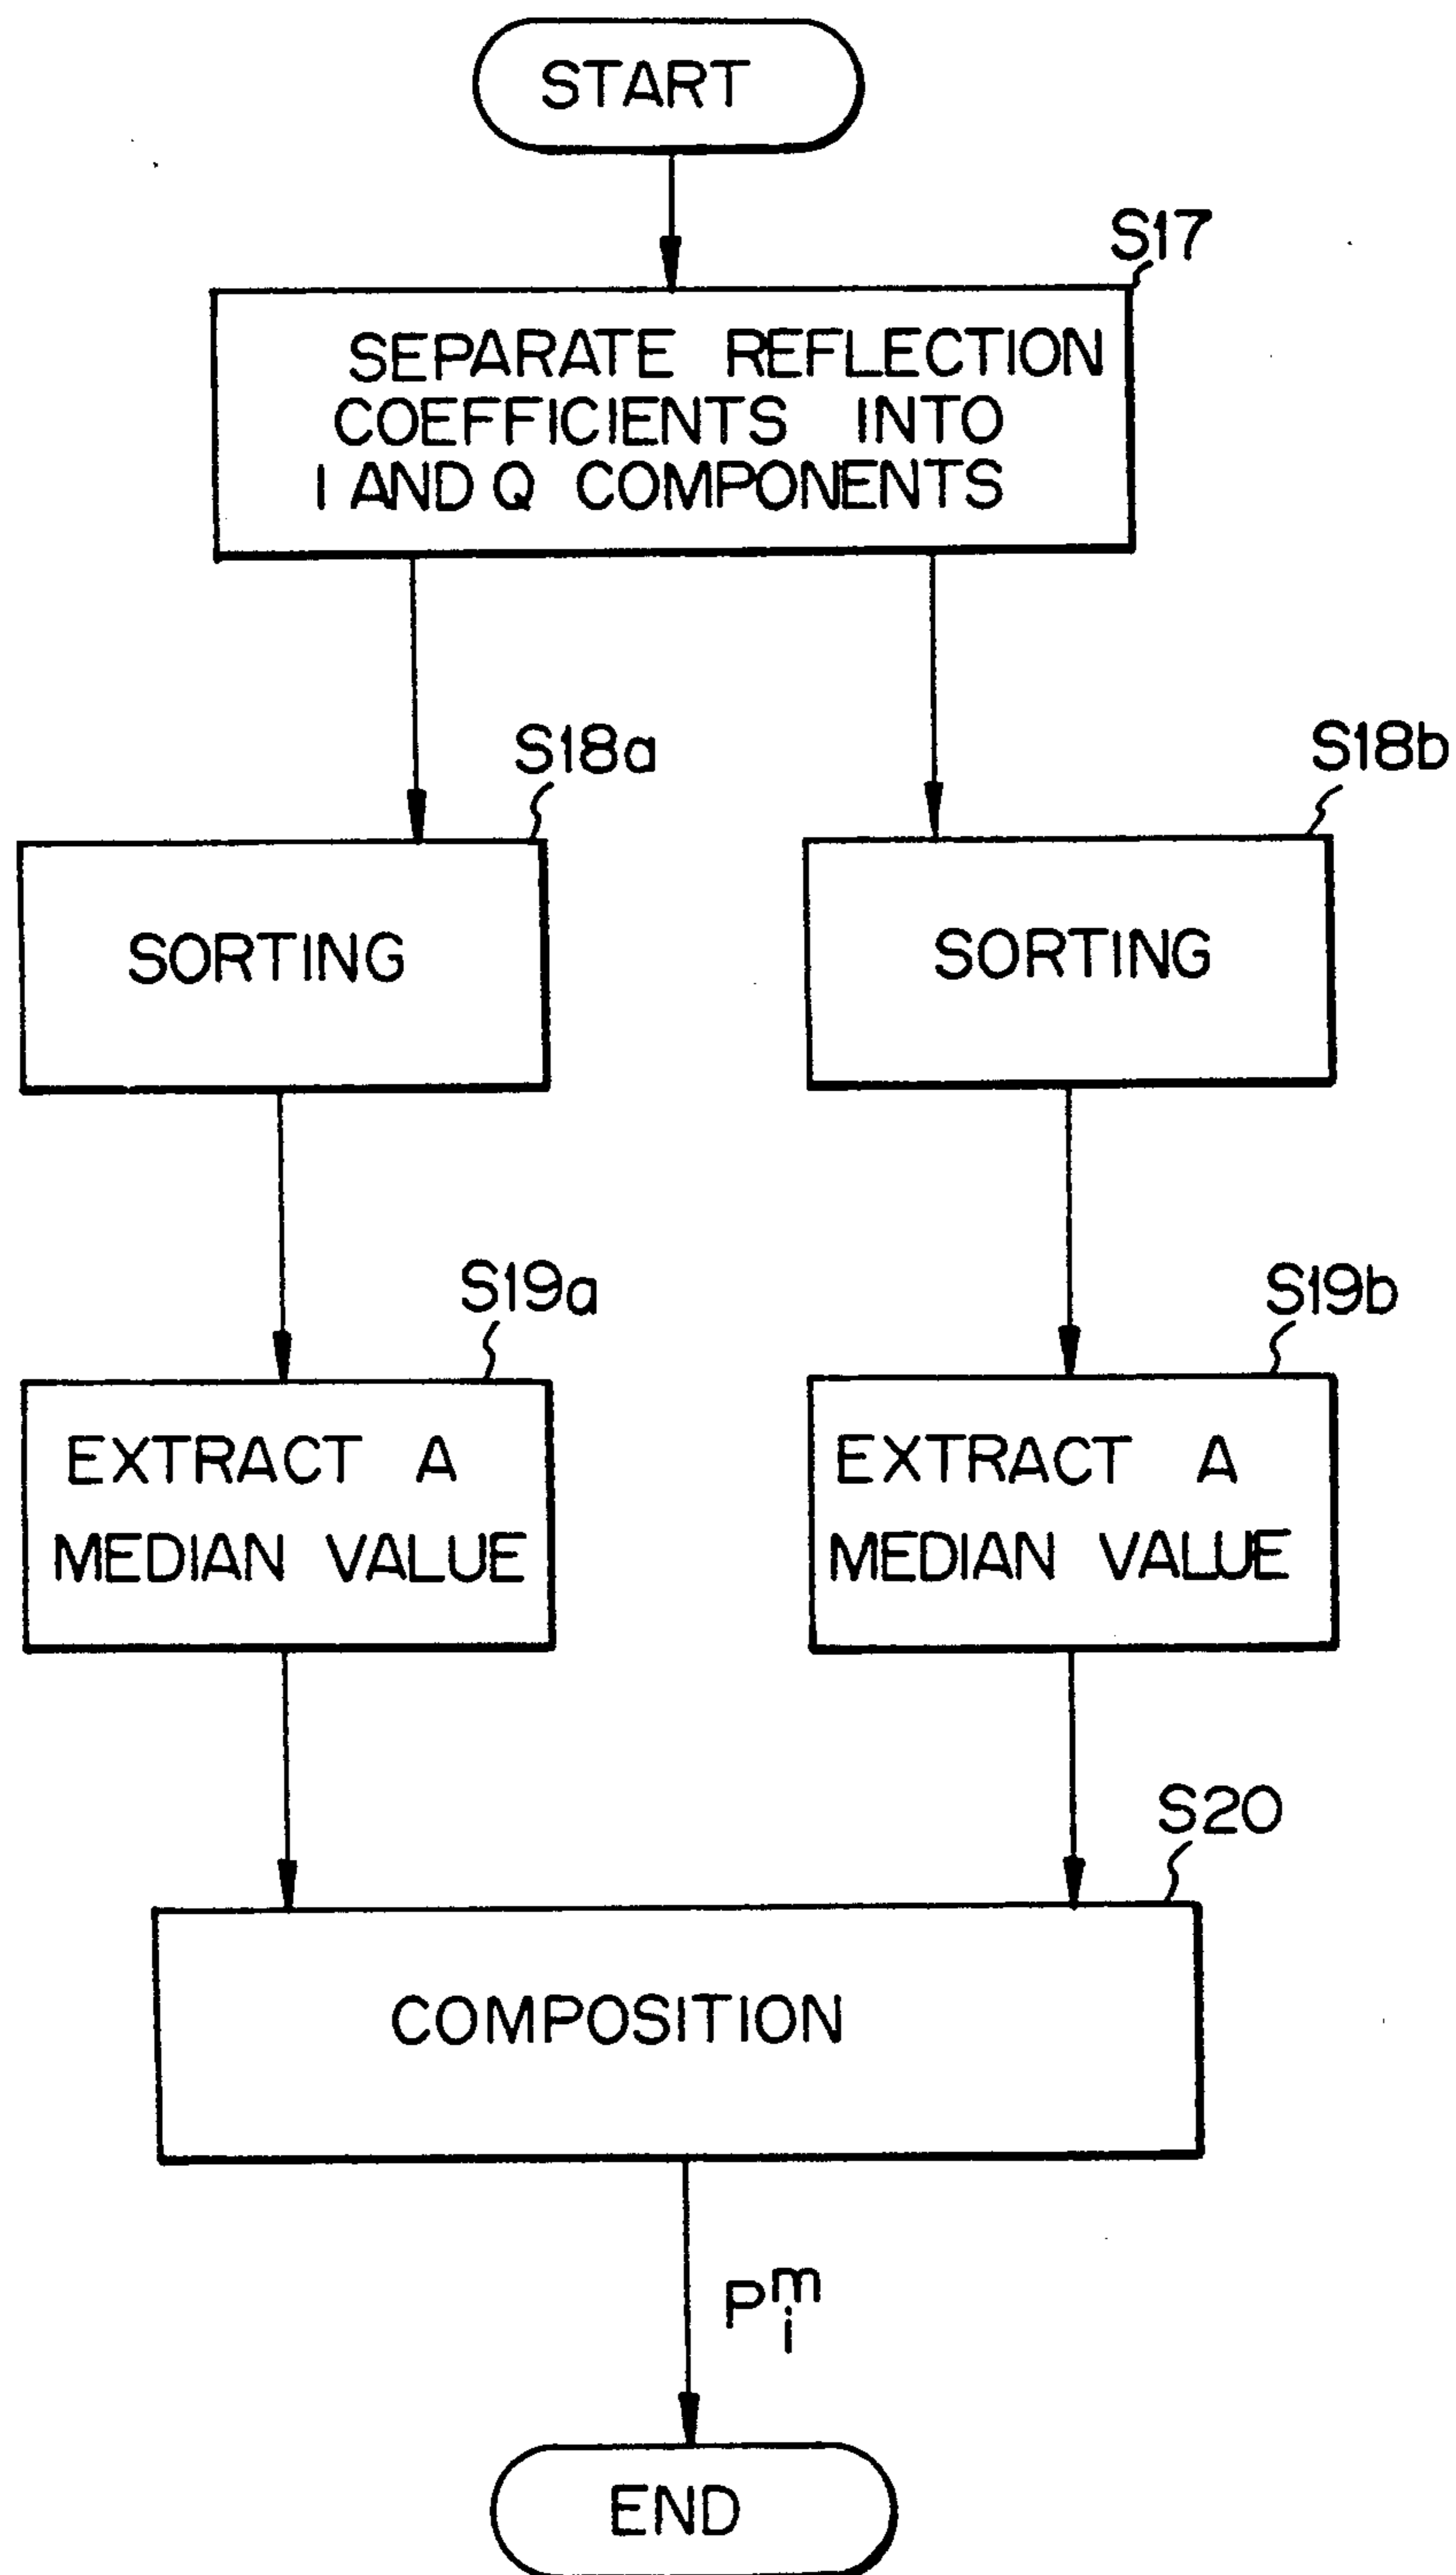 START
S17
SEPARATE REFLECTION
COEFFICIENTS INTO
I AND Q COMPONENTS
S18a
S18b
SORTING
SORTING
S19a
S19b
EXTRACT A
MEDIAN VALUE
EXTRACT A
MEDIAN VALUE
S20
COMPOSITION
P^m_i
END